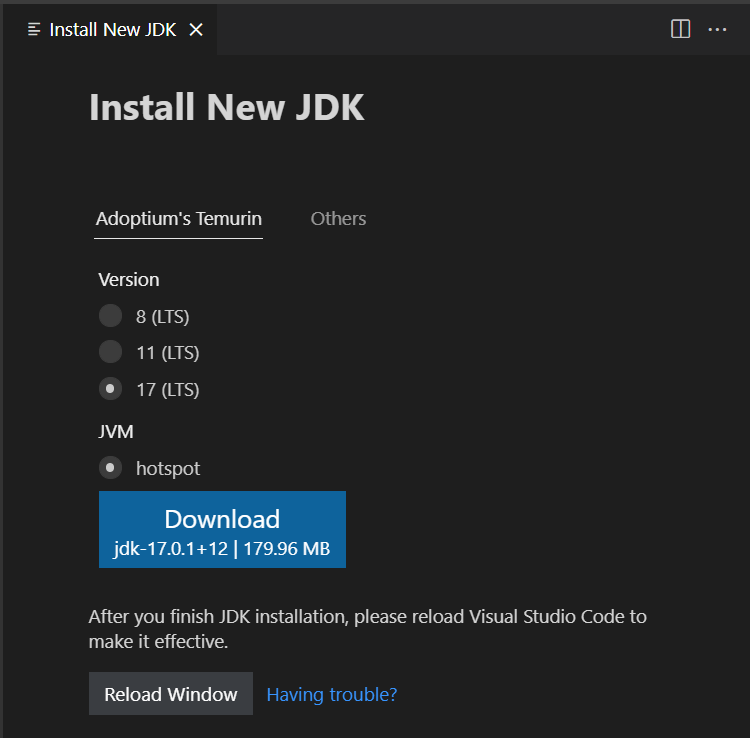 Install New JDK
Install New JDK
Adoptium's Temurin Others
Version
8 (LTS)
11 (LTS)
17 (LTS)
JVM
hotspot
Download
jdk-17.0.1+12 | 179.96 MB
After you finish JDK installation, please reload Visual Studio Code to
make it effective.
Reload Window Having trouble?